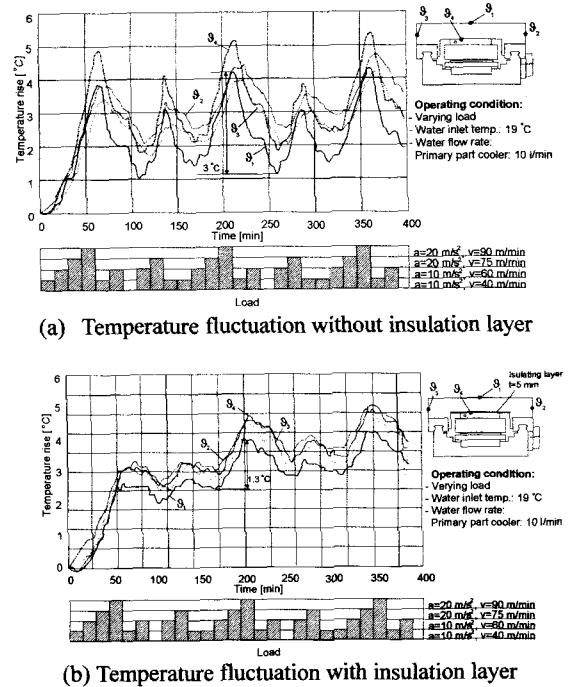 6
5
4
3
2
1
0
Temperature rise [°C]
ϑ₄
ϑ₂
ϑ₃
ϑ₁
3 °C
0 50 100 150 200 250 300 350 400
Time [min]
ϑ₃ ϑ₄ ϑ₁
ϑ₂
Operating condition:
- Varying load
- Water inlet temp.: 19 °C
- Water flow rate:
Primary part cooler: 10 l/min
a=20 m/s², v=90 m/min
a=20 m/s², v=75 m/min
a=10 m/s², v=60 m/min
a=10 m/s², v=40 m/min
Load
(a) Temperature fluctuation without insulation layer
6
5
4
3
2
1
0
Temperature rise [°C]
ϑ₄
ϑ₃
ϑ₂
ϑ₁
1.3 °C
0 50 100 150 200 250 300 350 400
Time [min]
Isulating layer
t=5 mm
ϑ₃ ϑ₄ ϑ₁
ϑ₂
Operating condition:
- Varying load
- Water inlet temp.: 19 °C
- Water flow rate:
Primary part cooler: 10 l/min
a=20 m/s², v=90 m/min
a=20 m/s², v=75 m/min
a=10 m/s², v=60 m/min
a=10 m/s², v=40 m/min
Load
(b) Temperature fluctuation with insulation layer